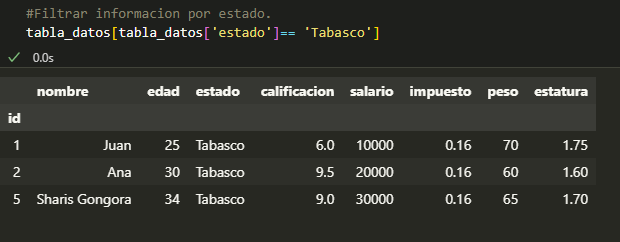 #Filtrar informacion por estado.
tabla_datos[tabla_datos['estado']== 'Tabasco']
0.0s
nombre edad estado calificacion salario impuesto peso estatura
id
1 Juan 25 Tabasco 6.0 10000 0.16 70 1.75
2 Ana 30 Tabasco 9.5 20000 0.16 60 1.60
5 Sharis Gongora 34 Tabasco 9.0 30000 0.16 65 1.70